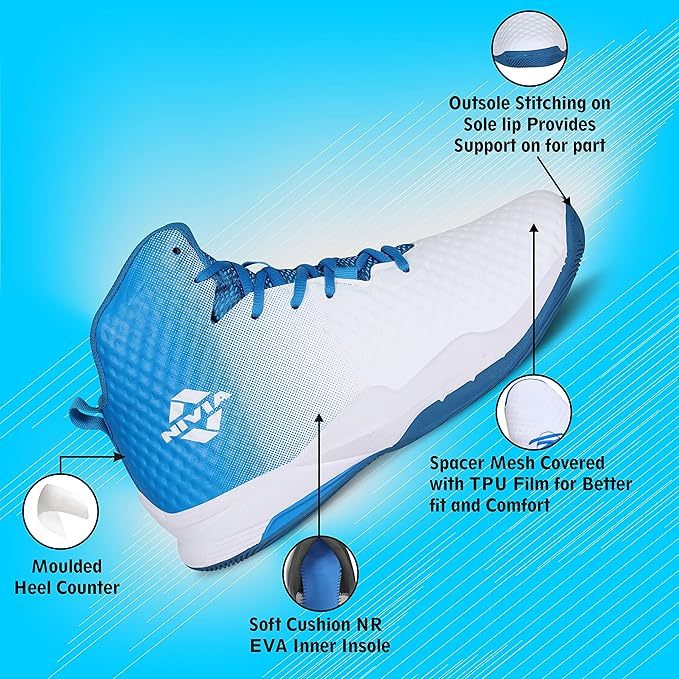 Outsole Stitching on
Sole lip Provides
Support on for part
NIVIA
Spacer Mesh Covered
with TPU Film for Better
fit and Comfort
Moulded
Heel Counter
Soft Cushion NR
EVA Inner Insole